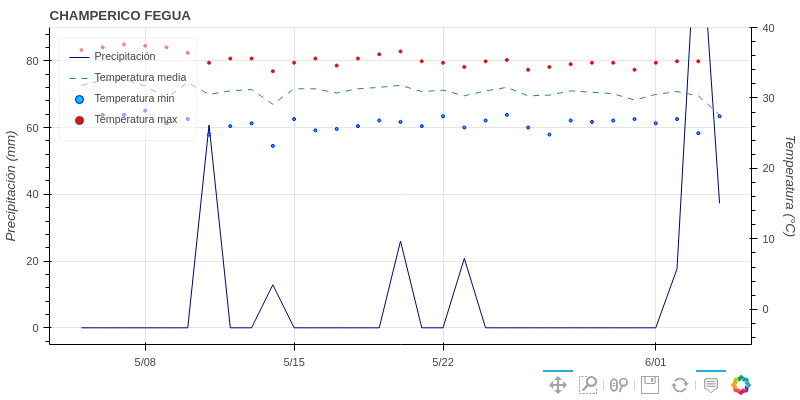 CHAMPERICO FEGUA
Precipitación
Temperatura media
Temperatura min
Temperatura max
Precipitación (mm)
80
60
40
20
0
Temperatura (°C)
40
30
20
10
0
5/08
5/15
5/22
6/01